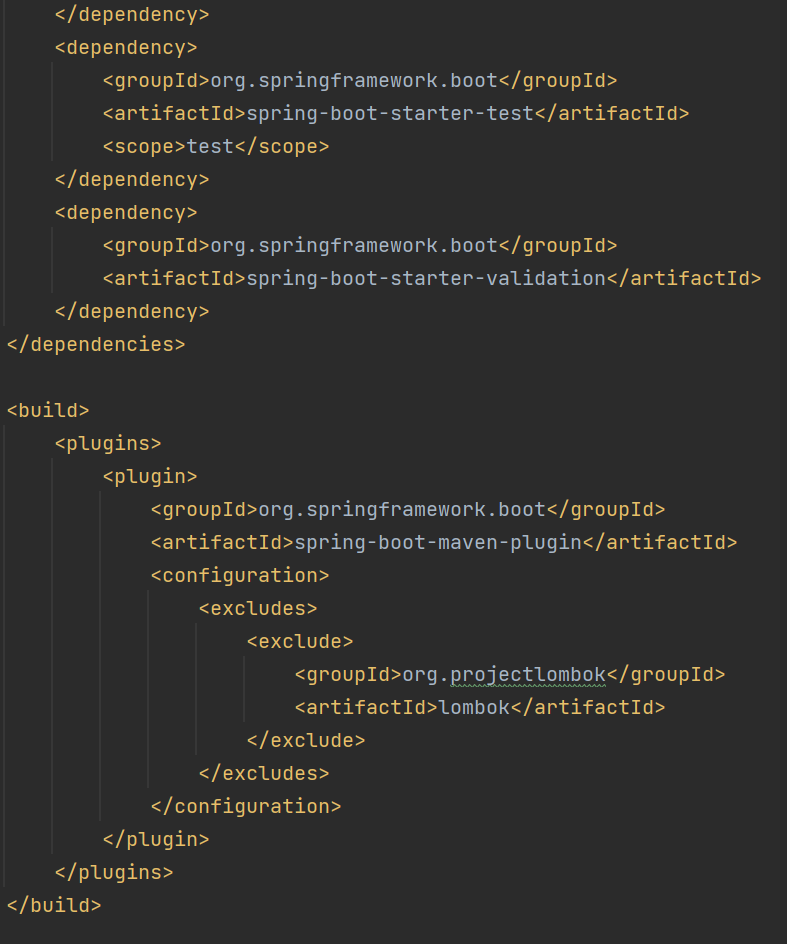 </dependency>
<dependency>
<groupId>org.springframework.boot</groupId>
<artifactId>spring-boot-starter-test</artifactId>
<scope>test</scope>
</dependency>
<dependency>
<groupId>org.springframework.boot</groupId>
<artifactId>spring-boot-starter-validation</artifactId>
</dependency>
</dependencies>
<build>
<plugins>
<plugin>
<groupId>org.springframework.boot</groupId>
<artifactId>spring-boot-maven-plugin</artifactId>
<configuration>
<excludes>
<exclude>
<groupId>org.projectlombok</groupId>
<artifactId>lombok</artifactId>
</exclude>
</excludes>
</configuration>
</plugin>
</plugins>
</build>